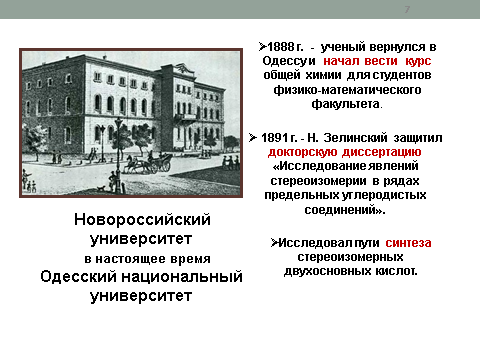 7
➢1888 г. - ученый вернулся в
Одессу и начал вести курс
общей химии для студентов
физико-математического
факультета.
➢ 1891 г. - Н. Зелинский защитил
докторскую диссертацию
«Исследование явлений
стереоизомерии в рядах
предельных углеродистых
соединений».
➢Исследовал пути синтеза
стереоизомерных
двухосновных кислот.
Новороссийский
университет
в настоящее время
Одесский национальный
университет